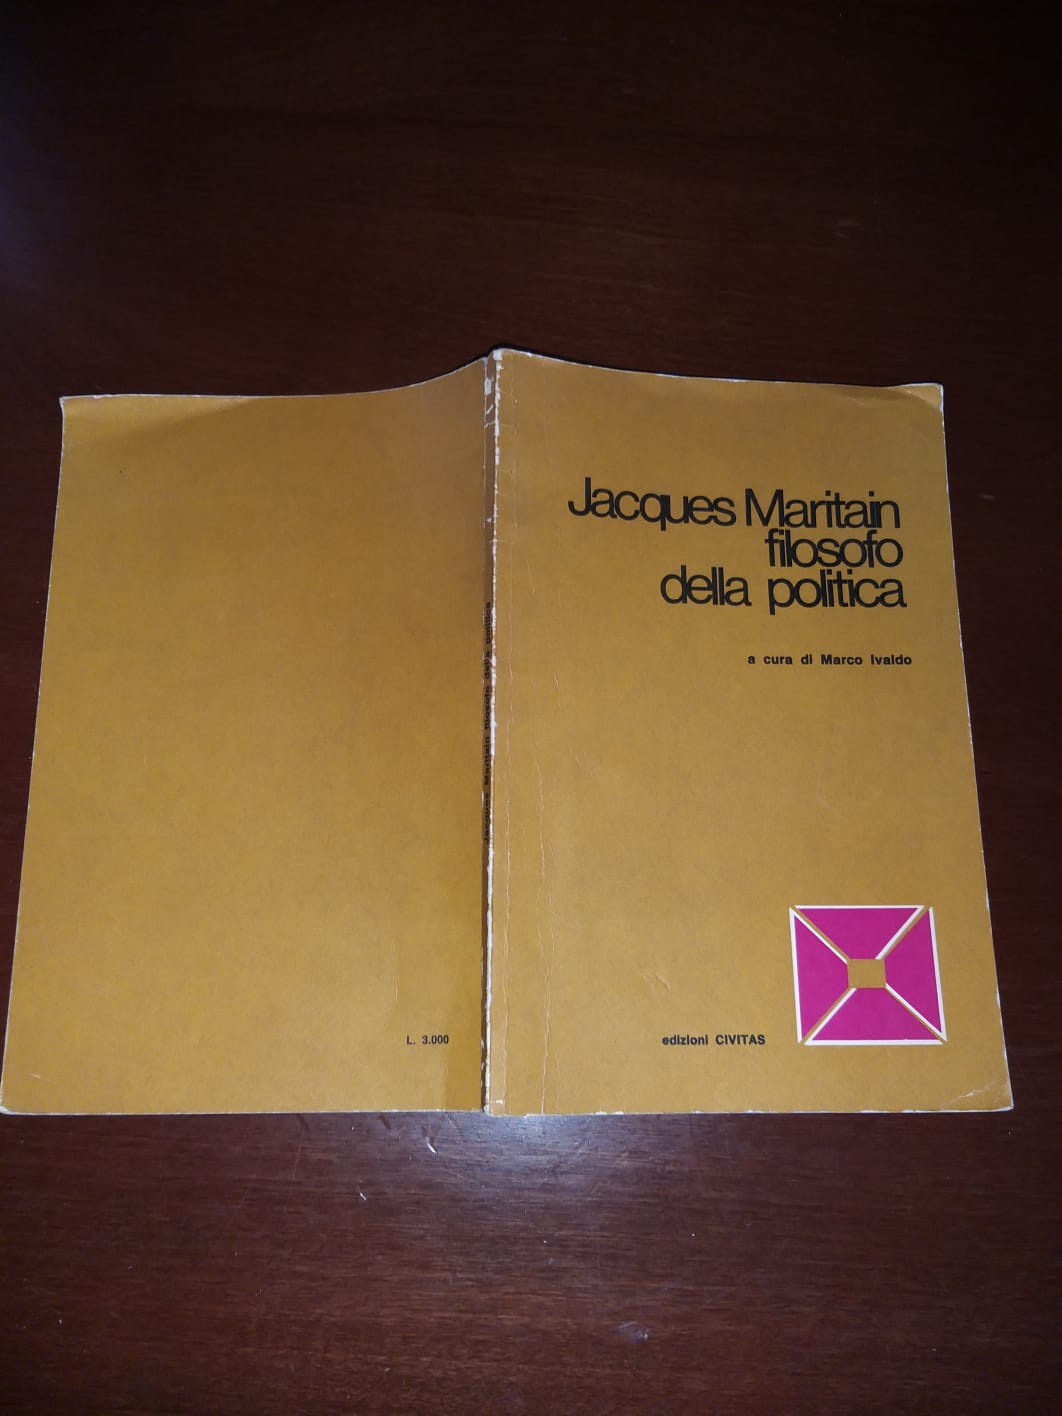 Jacques Maritain
filosofo
della politica
a cura di Marco Ivaldo
edizioni CIVITAS
Jacques Maritain filosofo della politica
L. 3.000